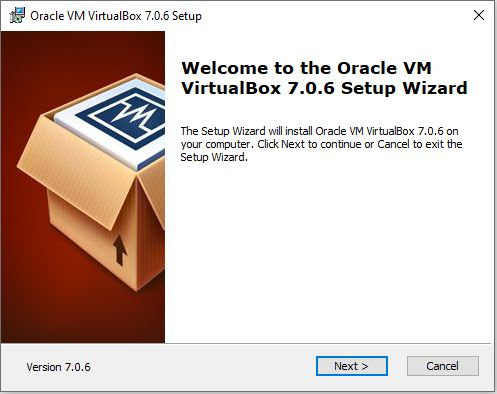 Oracle VM VirtualBox 7.0.6 Setup
Welcome to the Oracle VM
VirtualBox 7.0.6 Setup Wizard
The Setup Wizard will install Oracle VM VirtualBox 7.0.6 on
your computer. Click Next to continue or Cancel to exit the
Setup Wizard.
Version 7.0.6
Next >
Cancel